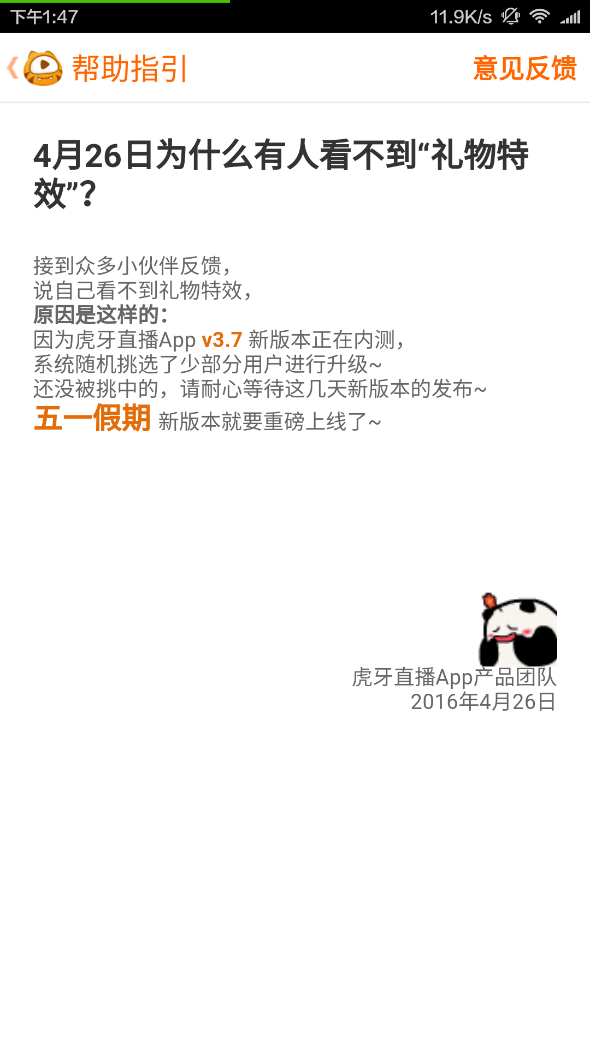 下午1:47
11.9K/s
帮助指引
意见反馈
4月26日为什么有人看不到“礼物特
效”？
接到众多小伙伴反馈，
说自己看不到礼物特效，
原因是这样的：
因为虎牙直播App v3.7 新版本正在内测，
系统随机挑选了少部分用户进行升级~
还没被挑中的，请耐心等待这几天新版本的发布~
五一假期 新版本就要重磅上线了~
虎牙直播App产品团队
2016年4月26日